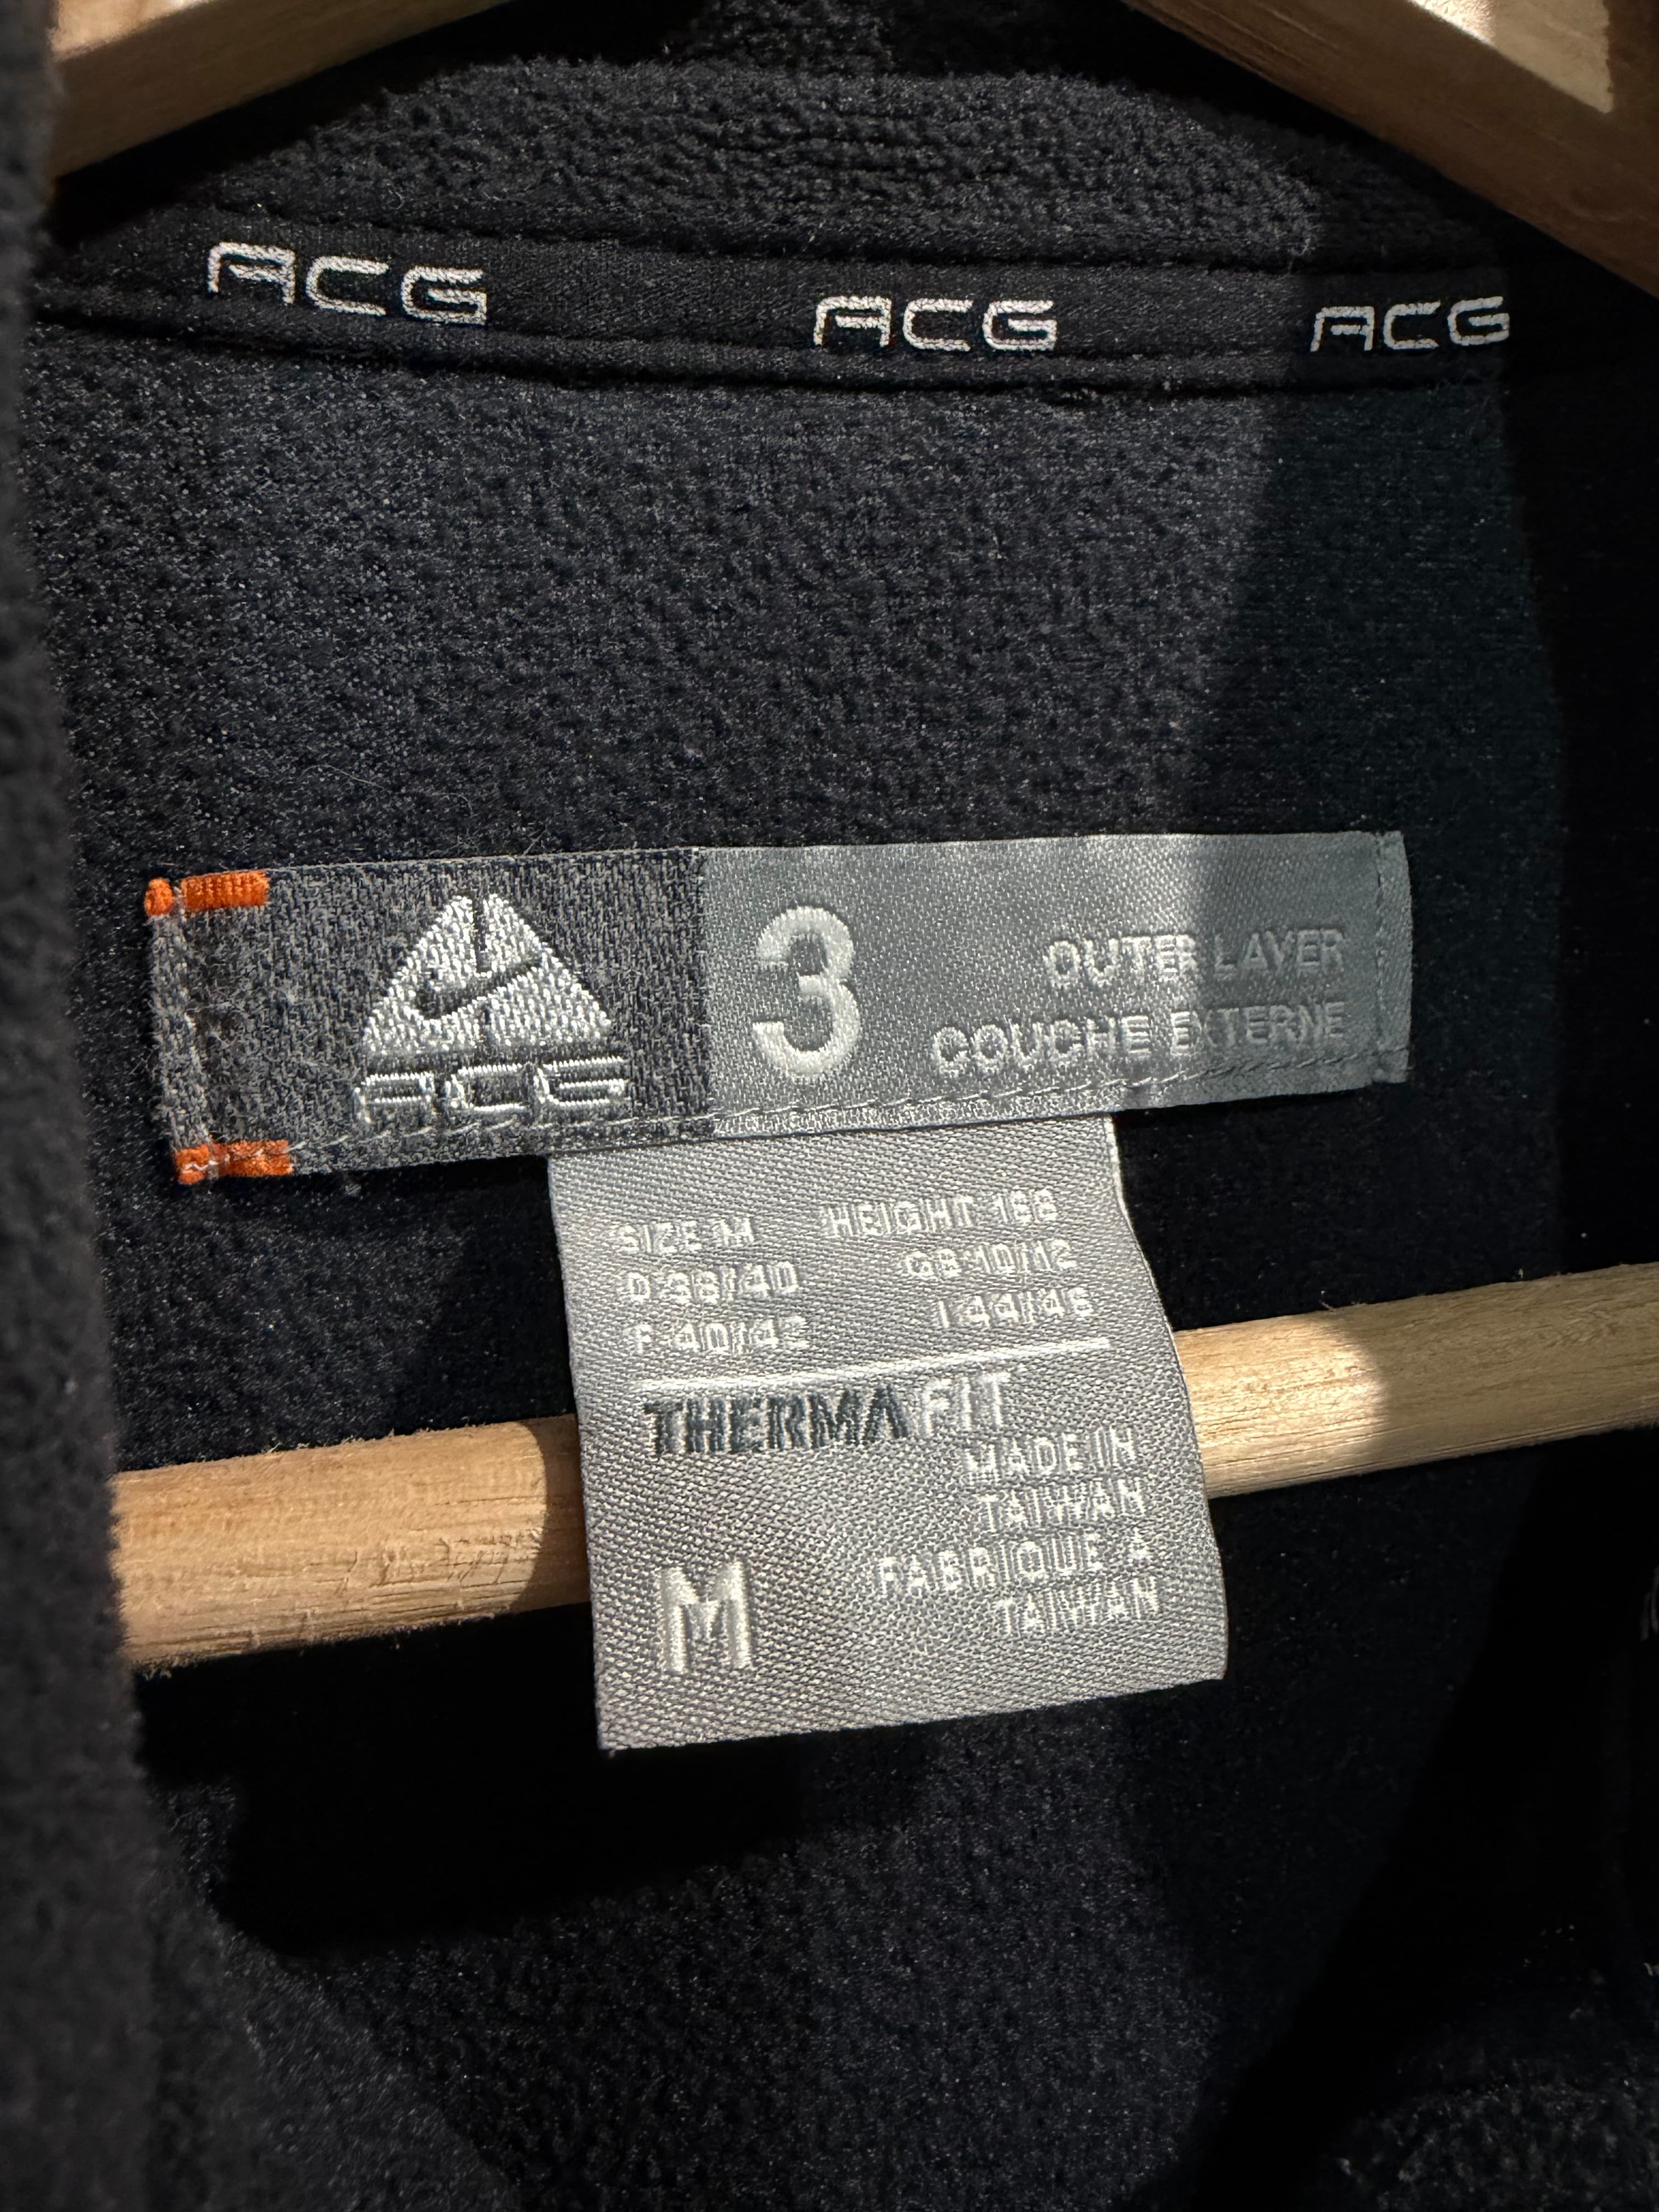 ACG ACG ACG
ACG
3
OUTER LAYER
COUCHE EXTERNE
SIZE M HEIGHT 168
D 38/40 GB 10/12
F 40/42 I 44/46
THERMA FIT
MADE IN
TAIWAN
FABRIQUE A
TAIWAN
M